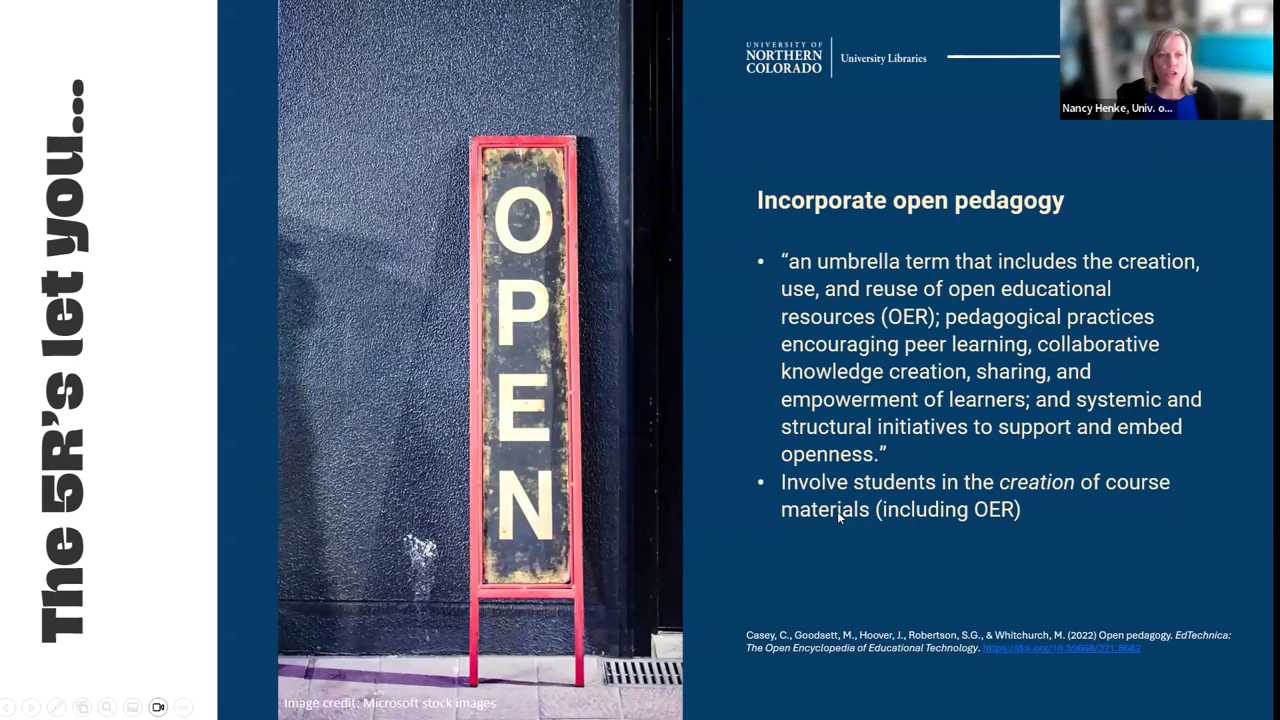 The 5R's let you...
OPEN
Image credit: Microsoft stock images
UNIVERSITY OF
NORTHERN
COLORADO
University Libraries
Nancy Henke, Univ. o...
Incorporate open pedagogy
• “an umbrella term that includes the creation,
use, and reuse of open educational
resources (OER); pedagogical practices
encouraging peer learning, collaborative
knowledge creation, sharing, and
empowerment of learners; and systemic and
structural initiatives to support and embed
openness.”
• Involve students in the creation of course
materials (including OER)
Casey, C., Goodsett, M., Hoover, J., Robertson, S.G., & Whitchurch, M. (2022) Open pedagogy. EdTechnica:
The Open Encyclopedia of Educational Technology. https://doi.org/10.59668/371.8682